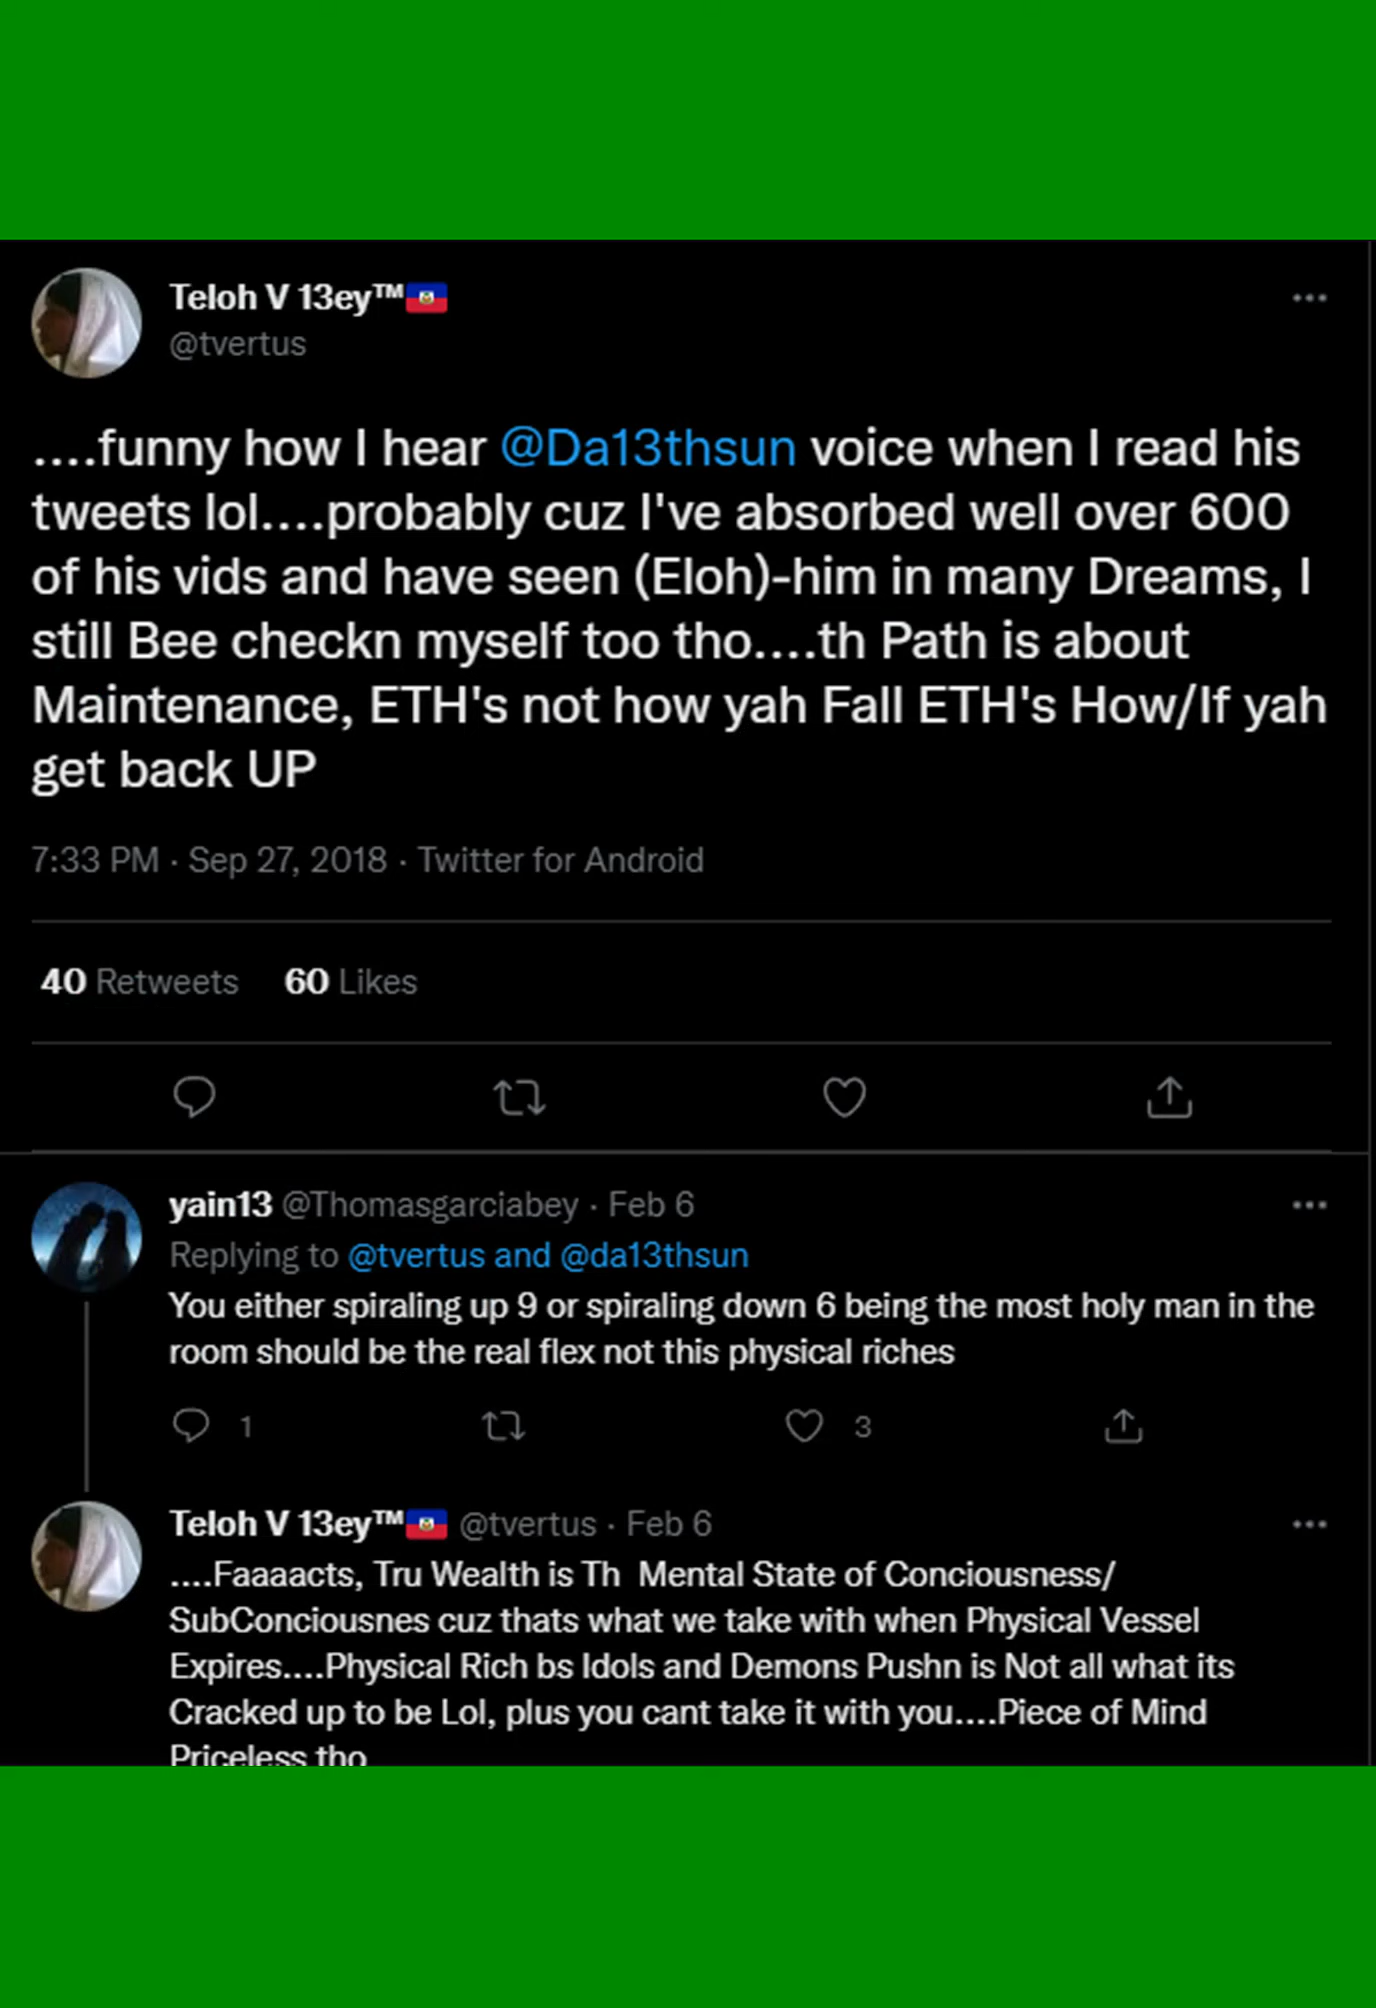 Teloh V 13ey™🇭🇹
@tvertus
....funny how I hear @Da13thsun voice when I read his
tweets lol....probably cuz I've absorbed well over 600
of his vids and have seen (Eloh)-him in many Dreams, I
still Bee checkn myself too tho....th Path is about
Maintenance, ETH's not how yah Fall ETH's How/If yah
get back UP
7:33 PM · Sep 27, 2018 · Twitter for Android
40 Retweets 60 Likes
yain13 @Thomasgarciabey · Feb 6
Replying to @tvertus and @da13thsun
You either spiraling up 9 or spiraling down 6 being the most holy man in the
room should be the real flex not this physical riches
1 3
Teloh V 13ey™🇭🇹 @tvertus · Feb 6
....Faaaacts, Tru Wealth is Th Mental State of Conciousness/
SubConciousnes cuz thats what we take with when Physical Vessel
Expires....Physical Rich bs Idols and Demons Pushn is Not all what its
Cracked up to be Lol, plus you cant take it with you....Piece of Mind
Priceless tho